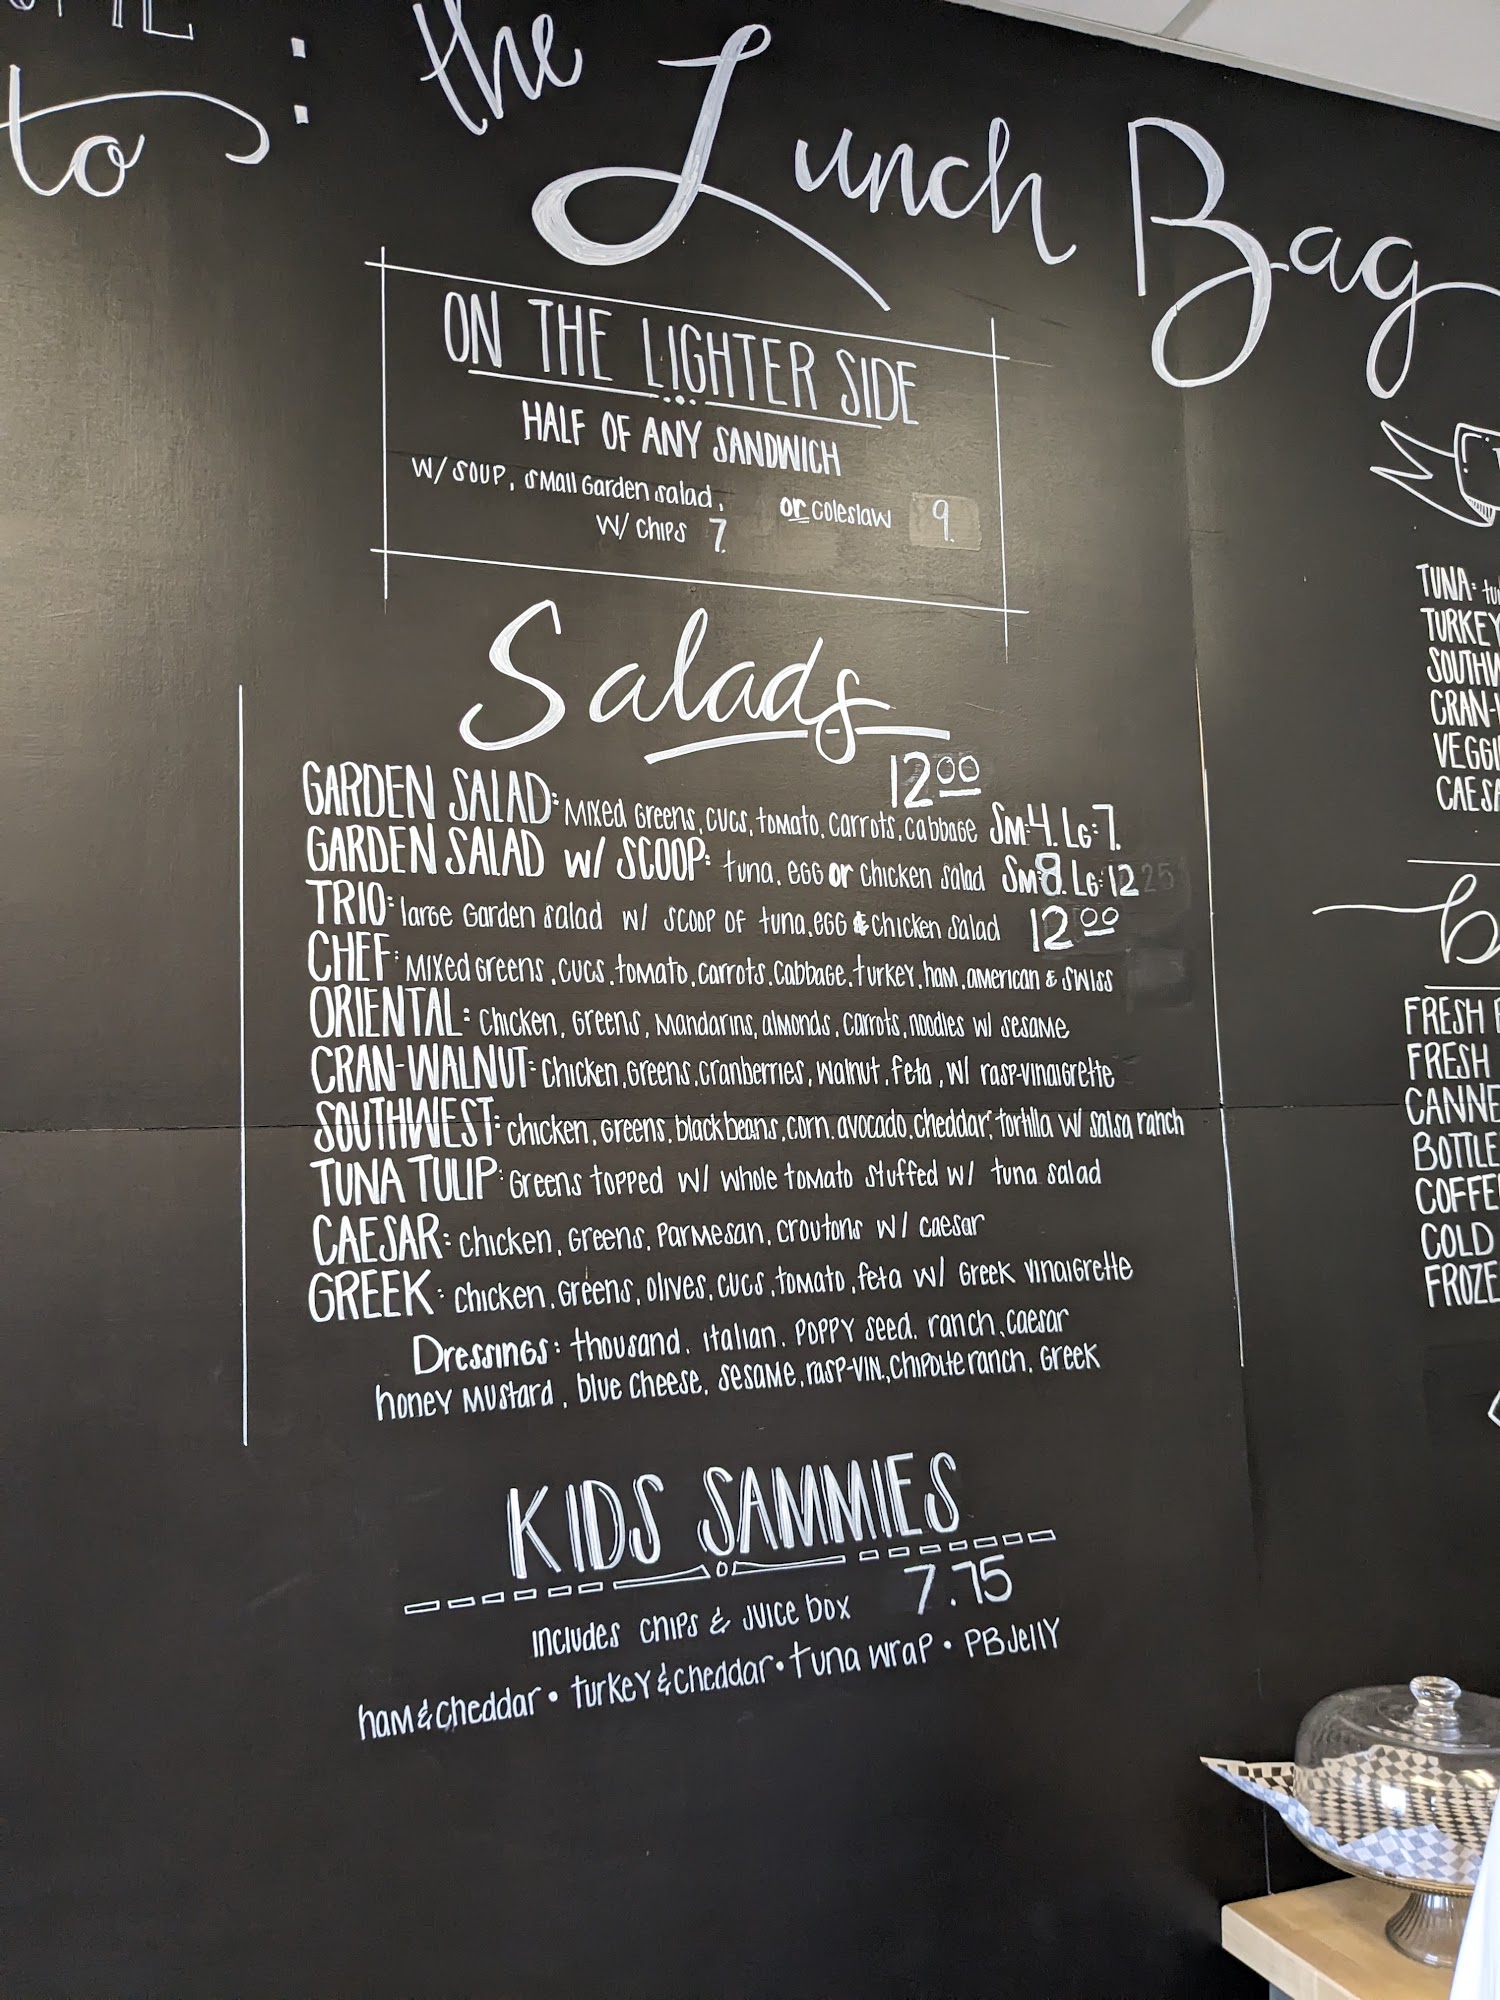 to : the Lunch Bag
ON THE LIGHTER SIDE
HALF OF ANY SANDWICH
W/ SOUP, SMALL GARDEN SALAD, OR COLESLAW 9.
W/ CHIPS 7.
Salads
12.00
GARDEN SALAD: MIXED GREENS, CUCS, TOMATO, CARROTS, CABBAGE SM:4. LG:7.
GARDEN SALAD W/ SCOOP: TUNA, EGG OR CHICKEN SALAD SM:8. LG:12
TRIO: LARGE GARDEN SALAD W/ SCOOP OF TUNA, EGG & CHICKEN SALAD 12.00
CHEF: MIXED GREENS, CUCS, TOMATO, CARROTS, CABBAGE, TURKEY, HAM, AMERICAN & SWISS
ORIENTAL: CHICKEN, GREENS, MANDARINS, ALMONDS, CARROTS, NOODLES W/ SESAME
CRAN-WALNUT: CHICKEN, GREENS, CRANBERRIES, WALNUT, FETA, W/ RASP-VINAIGRETTE
SOUTHWEST: CHICKEN, GREENS, BLACK BEANS, CORN, AVOCADO, CHEDDAR, TORTILLA W/ SALSA RANCH
TUNA TULIP: GREENS TOPPED W/ WHOLE TOMATO STUFFED W/ TUNA SALAD
CAESAR: CHICKEN, GREENS, PARMESAN, CROUTONS W/ CAESAR
GREEK: CHICKEN, GREENS, OLIVES, CUCS, TOMATO, FETA W/ GREEK VINAIGRETTE
DRESSINGS: THOUSAND, ITALIAN, POPPY SEED, RANCH, CAESAR
HONEY MUSTARD, BLUE CHEESE, SESAME, RASP-VIN., CHIPOLTE RANCH, GREEK
KIDS SAMMIES
INCLUDES CHIPS & JUICE BOX 7.75
HAM & CHEDDAR • TURKEY & CHEDDAR • TUNA WRAP • PB JELLY
TUNA:
TURKEY
CRAN-
FRESH
FRESH
COLD